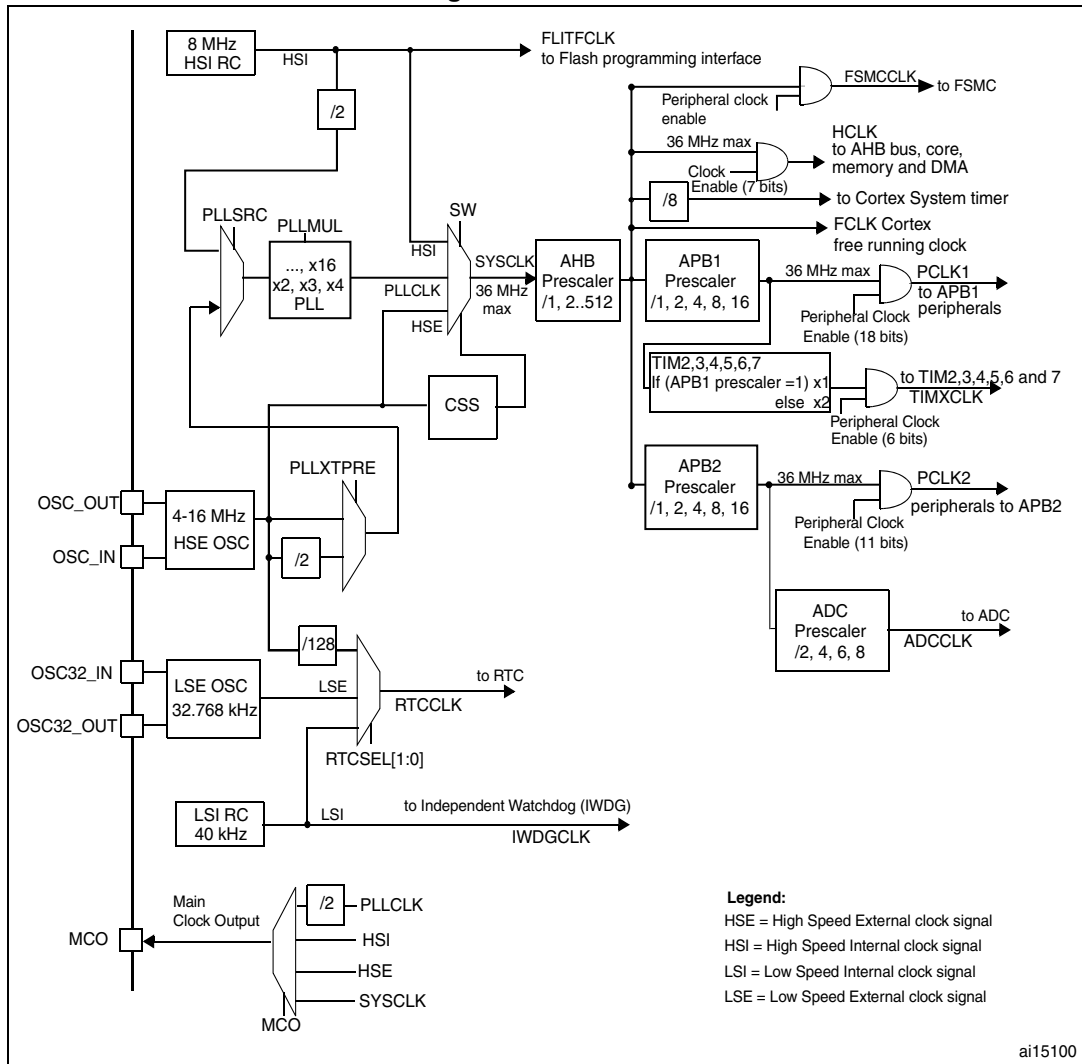 8 MHz
HSI RC
HSI
FLITFCLK
to Flash programming interface
/2
FSMCCLK
to FSMC
Peripheral clock
enable
36 MHz max
HCLK
to AHB bus, core,
memory and DMA
Clock
Enable (7 bits)
/8
to Cortex System timer
FCLK Cortex
free running clock
PLLSRC
PLLMUL
..., x16
x2, x3, x4
PLL
SW
HSI
PLLCLK
HSE
SYSCLK
36 MHz
max
AHB
Prescaler
/1, 2..512
APB1
Prescaler
/1, 2, 4, 8, 16
36 MHz max
PCLK1
to APB1
peripherals
Peripheral Clock
Enable (18 bits)
TIM2,3,4,5,6,7
If (APB1 prescaler =1) x1
else x2
to TIM2,3,4,5,6 and 7
TIMXCLK
Peripheral Clock
Enable (6 bits)
CSS
PLLXTPRE
OSC_OUT
OSC_IN
4-16 MHz
HSE OSC
/2
APB2
Prescaler
/1, 2, 4, 8, 16
36 MHz max
PCLK2
peripherals to APB2
Peripheral Clock
Enable (11 bits)
ADC
Prescaler
/2, 4, 6, 8
to ADC
ADCCLK
/128
OSC32_IN
OSC32_OUT
LSE OSC
32.768 kHz
LSE
to RTC
RTCCLK
RTCSEL[1:0]
LSI RC
40 kHz
LSI
to Independent Watchdog (IWDG)
IWDGCLK
Main
Clock Output
MCO
/2
PLLCLK
HSI
HSE
SYSCLK
MCO
Legend:
HSE = High Speed External clock signal
HSI = High Speed Internal clock signal
LSI = Low Speed Internal clock signal
LSE = Low Speed External clock signal
ai15100